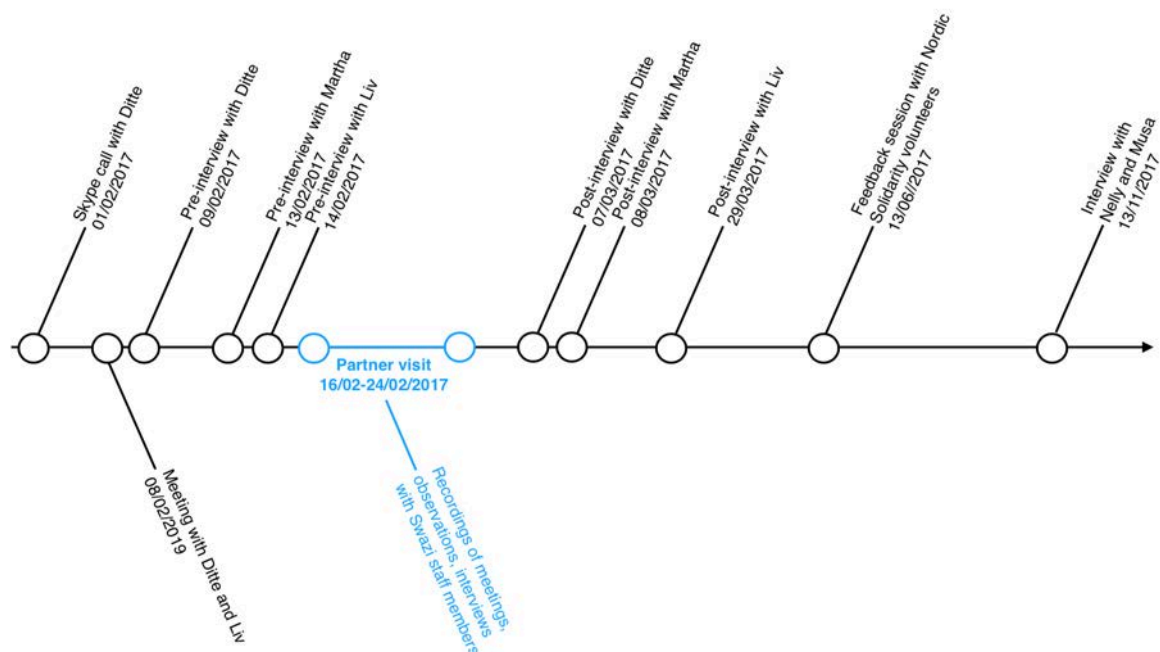 Skype call with Ditte
01/02/2017
Meeting with Ditte and Liv
08/02/2019
Pre-interview with Ditte
09/02/2017
Pre-interview with Martha
13/02/2017
Pre-interview with Liv
14/02/2017
Partner visit
16/02-24/02/2017
Recordings of meetings,
observations, interviews
with Swazi staff members
Post-interview with Ditte
07/03/2017
Post-interview with Martha
08/03/2017
Post-interview with Liv
29/03/2017
Feedback session with Nordic
Solidarity volunteers
13/06//2017
Interview with
Nelly and Musa
13/11/2017